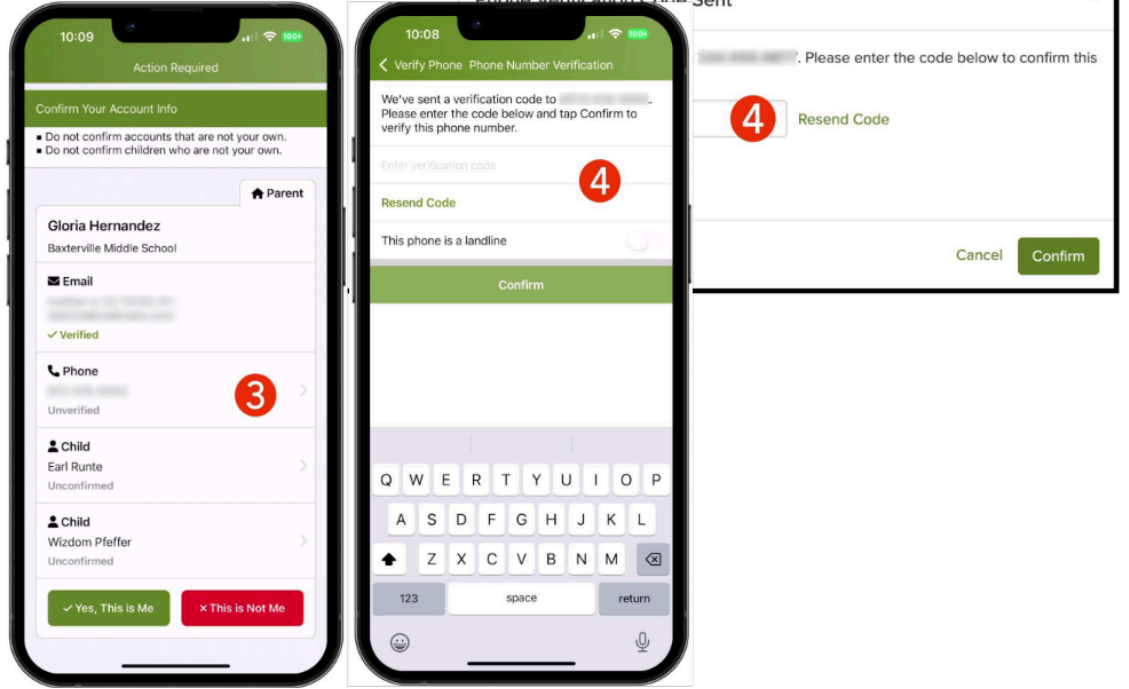 10:09
100+
Action Required
Confirm Your Account Info
▪ Do not confirm accounts that are not your own.
▪ Do not confirm children who are not your own.
Parent
Gloria Hernandez
Baxterville Middle School
Email
✓ Verified
Phone
3
Unverified
Child
Earl Runte
Unconfirmed
Child
Wizdom Pfeffer
Unconfirmed
✓ Yes, This is Me
× This is Not Me
10:08
100+
Verify Phone Phone Number Verification
We've sent a verification code to
Please enter the code below and tap Confirm to
verify this phone number.
Enter verification code
4
Resend Code
This phone is a landline
Confirm
Q W E R T Y U I O P
A S D F G H J K L
Z X C V B N M
123 space return
Phone Verification Code Sent
'. Please enter the code below to confirm this
4
Resend Code
Cancel
Confirm